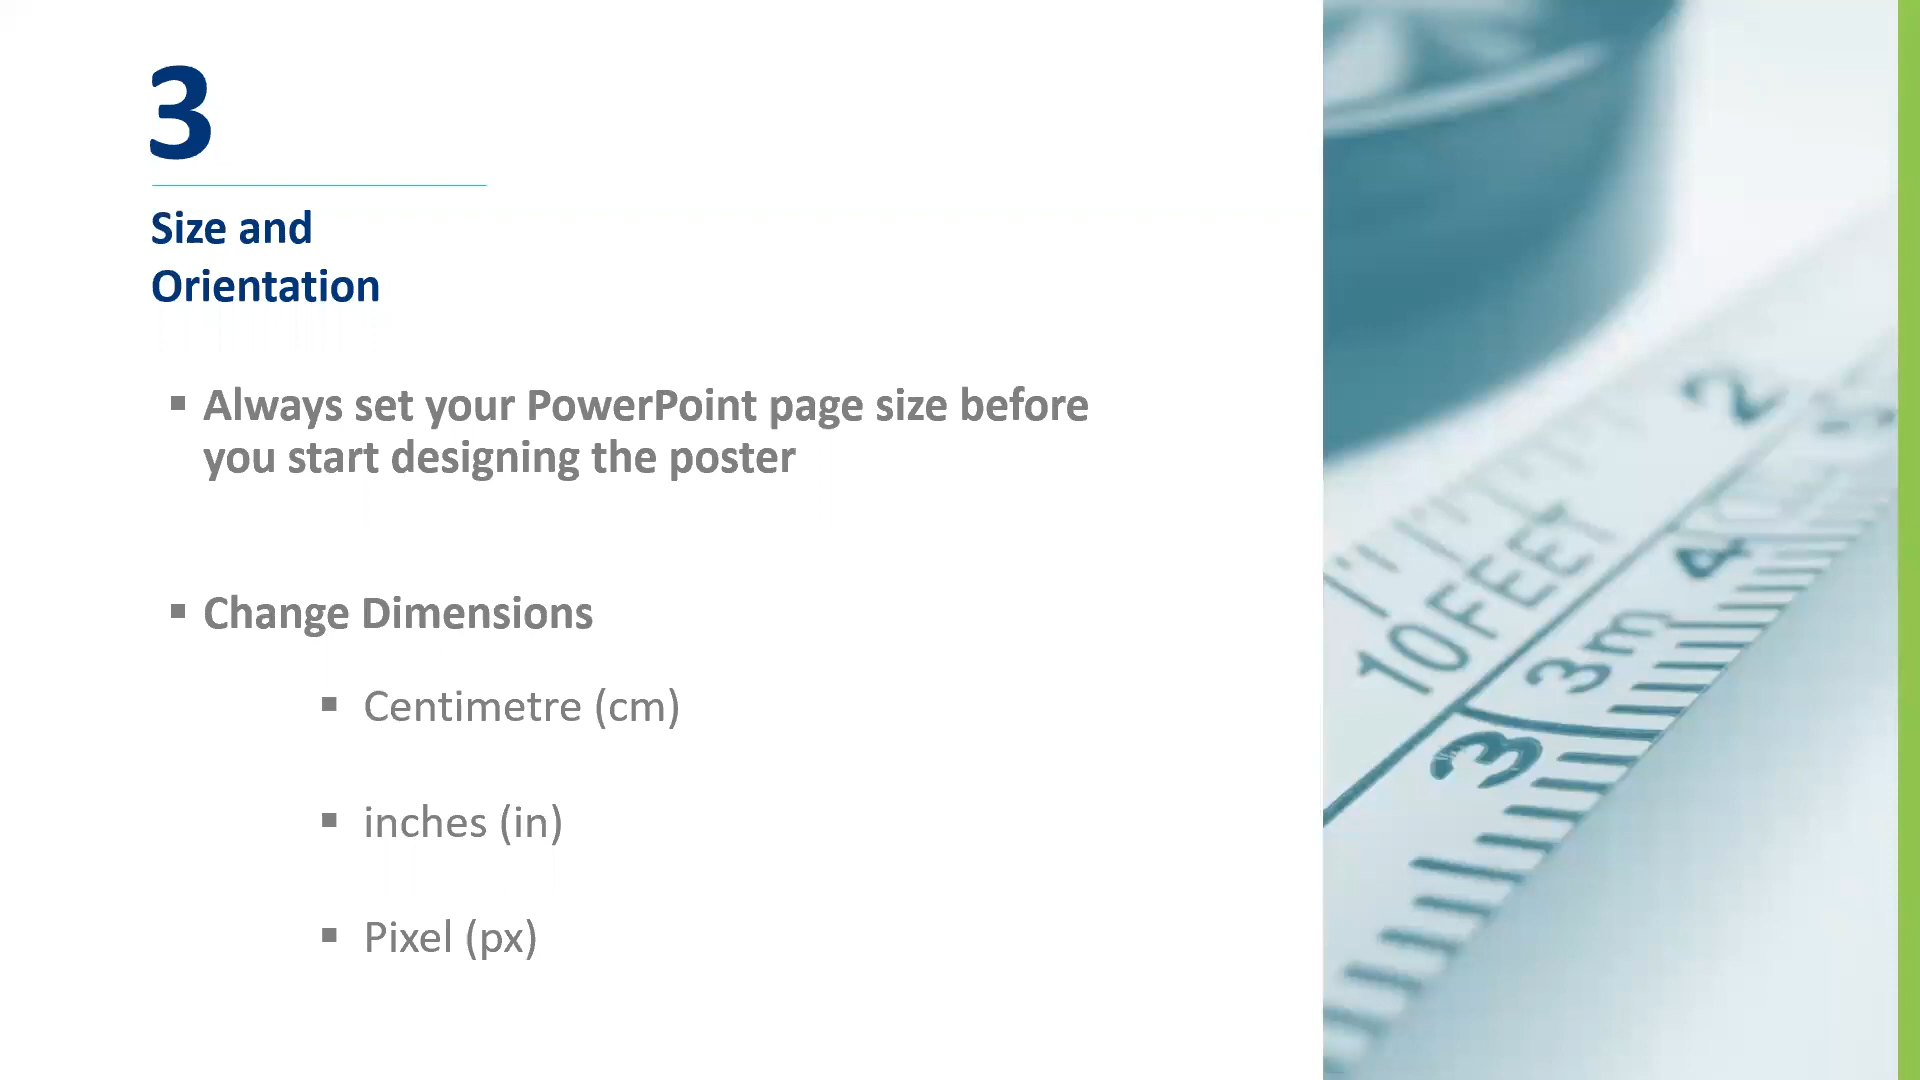 3
Size and
Orientation
▪ Always set your PowerPoint page size before
you start designing the poster
▪ Change Dimensions
▪ Centimetre (cm)
▪ inches (in)
▪ Pixel (px)
2
10FEET
4
3m
3